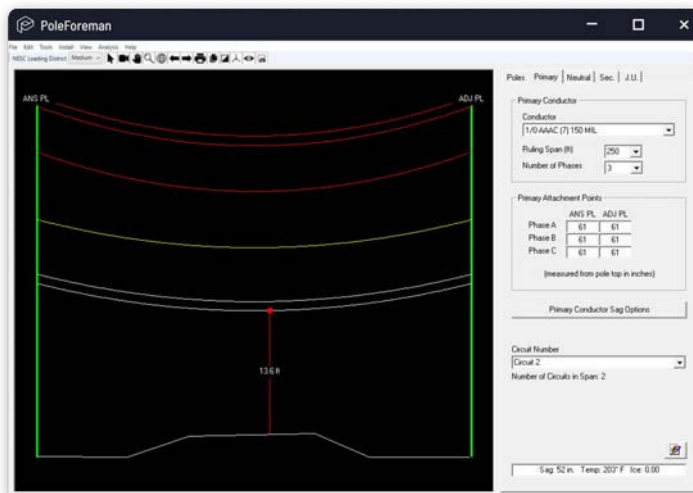 PoleForeman
File Edit Tools Install View Analysis Help
NESC Loading District Medium
ANS PL
ADJ PL
13.6 ft
Poles Primary Neutral Sec. J.U.
Primary Conductor
Conductor
1/0 AAAC (7) 150 MIL
Ruling Span (ft) 250
Number of Phases 3
Primary Attachment Points
ANS PL ADJ PL
Phase A 61 61
Phase B 61 61
Phase C 61 61
(measured from pole top in inches)
Primary Conductor Sag Options
Circuit Number
Circuit 2
Number of Circuits in Span: 2
Sag: 52 in. Temp: 203° F Ice: 0.00